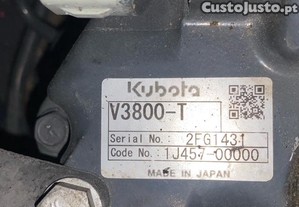 CustoJusto.pt
Kubota
V3800-T
Serial No.: 2FG1431
Code No.: 1J457-00000
MADE IN JAPAN